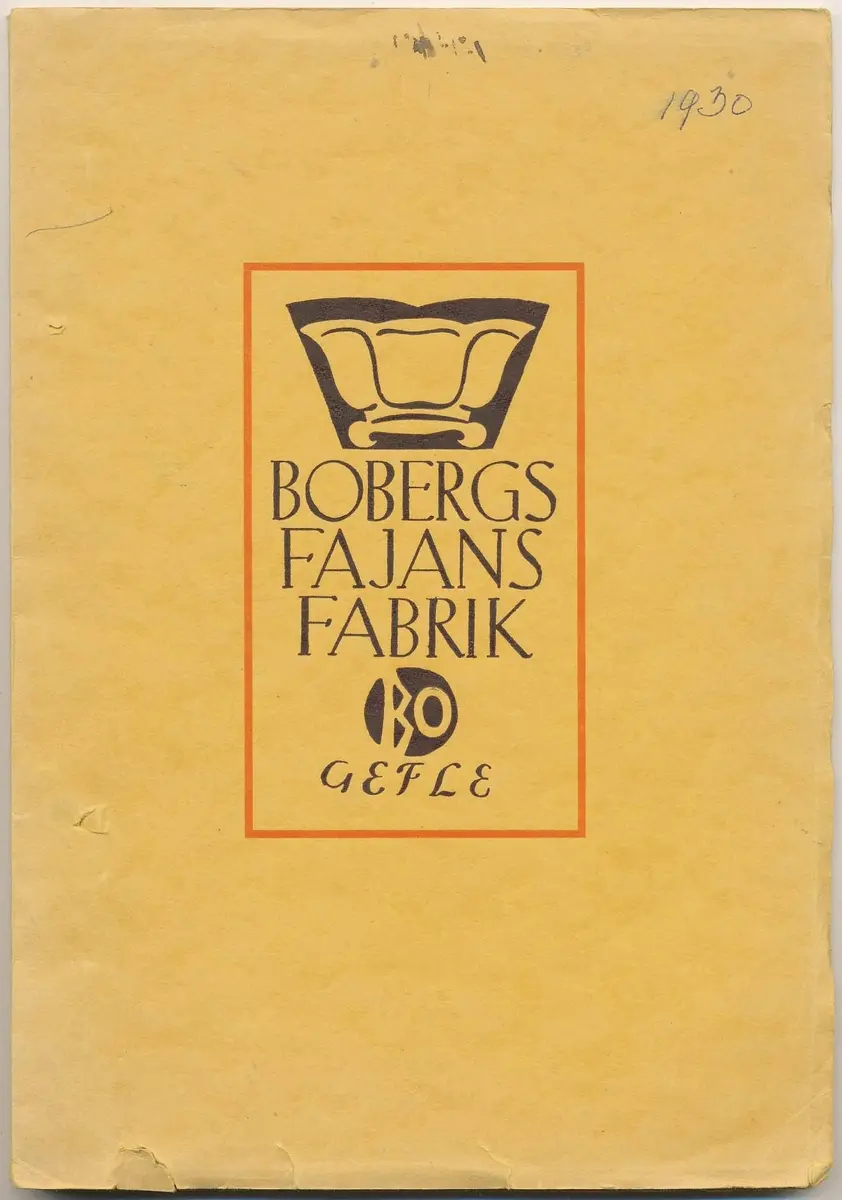 1930
BOBERGS
FAJANS
FABRIK
BO
GEFLE